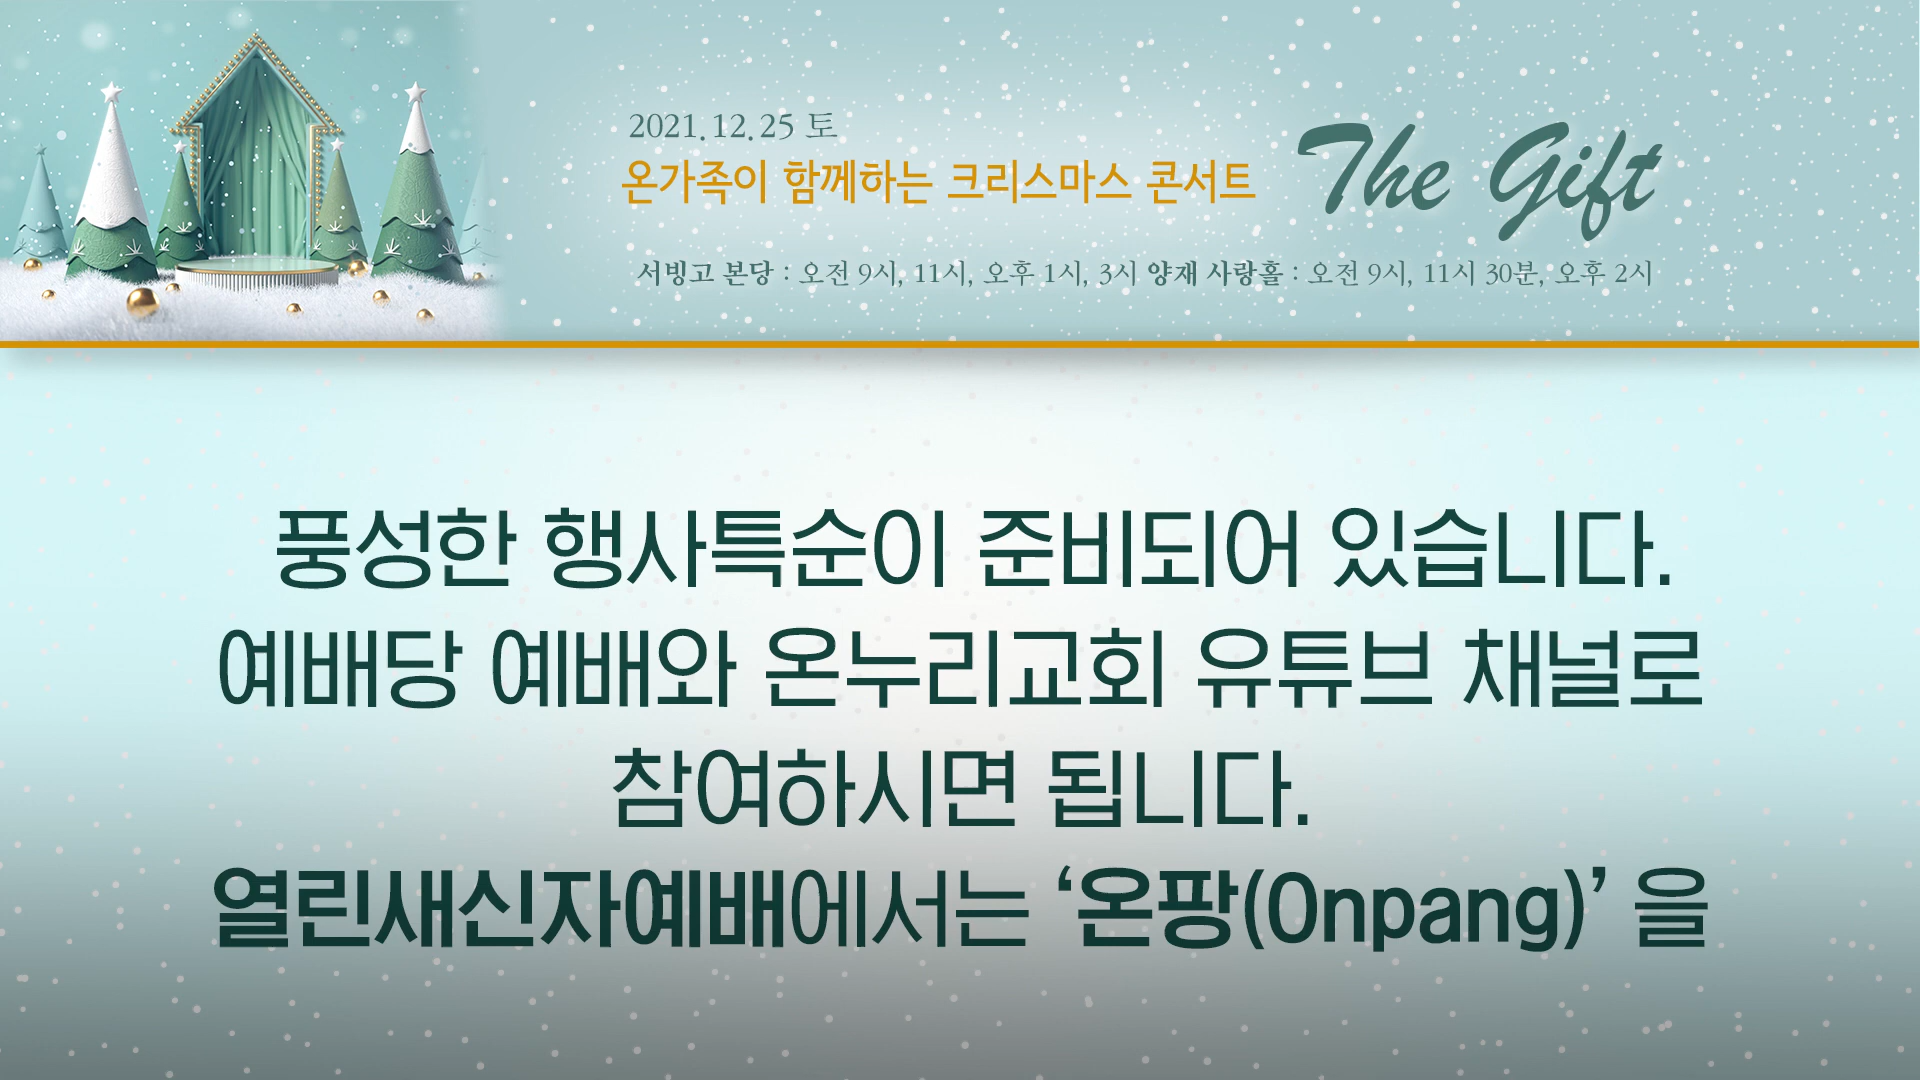 2021.12.25 토
온가족이 함께하는 크리스마스 콘서트
The Gift
서빙고 본당 : 오전 9시, 11시, 오후 1시, 3시 양재 사랑홀 : 오전 9시, 11시 30분, 오후 2시
풍성한 행사특순이 준비되어 있습니다.
예배당 예배와 온누리교회 유튜브 채널로
참여하시면 됩니다.
열린새신자예배에서는 ‘온팡(Onpang)’ 을